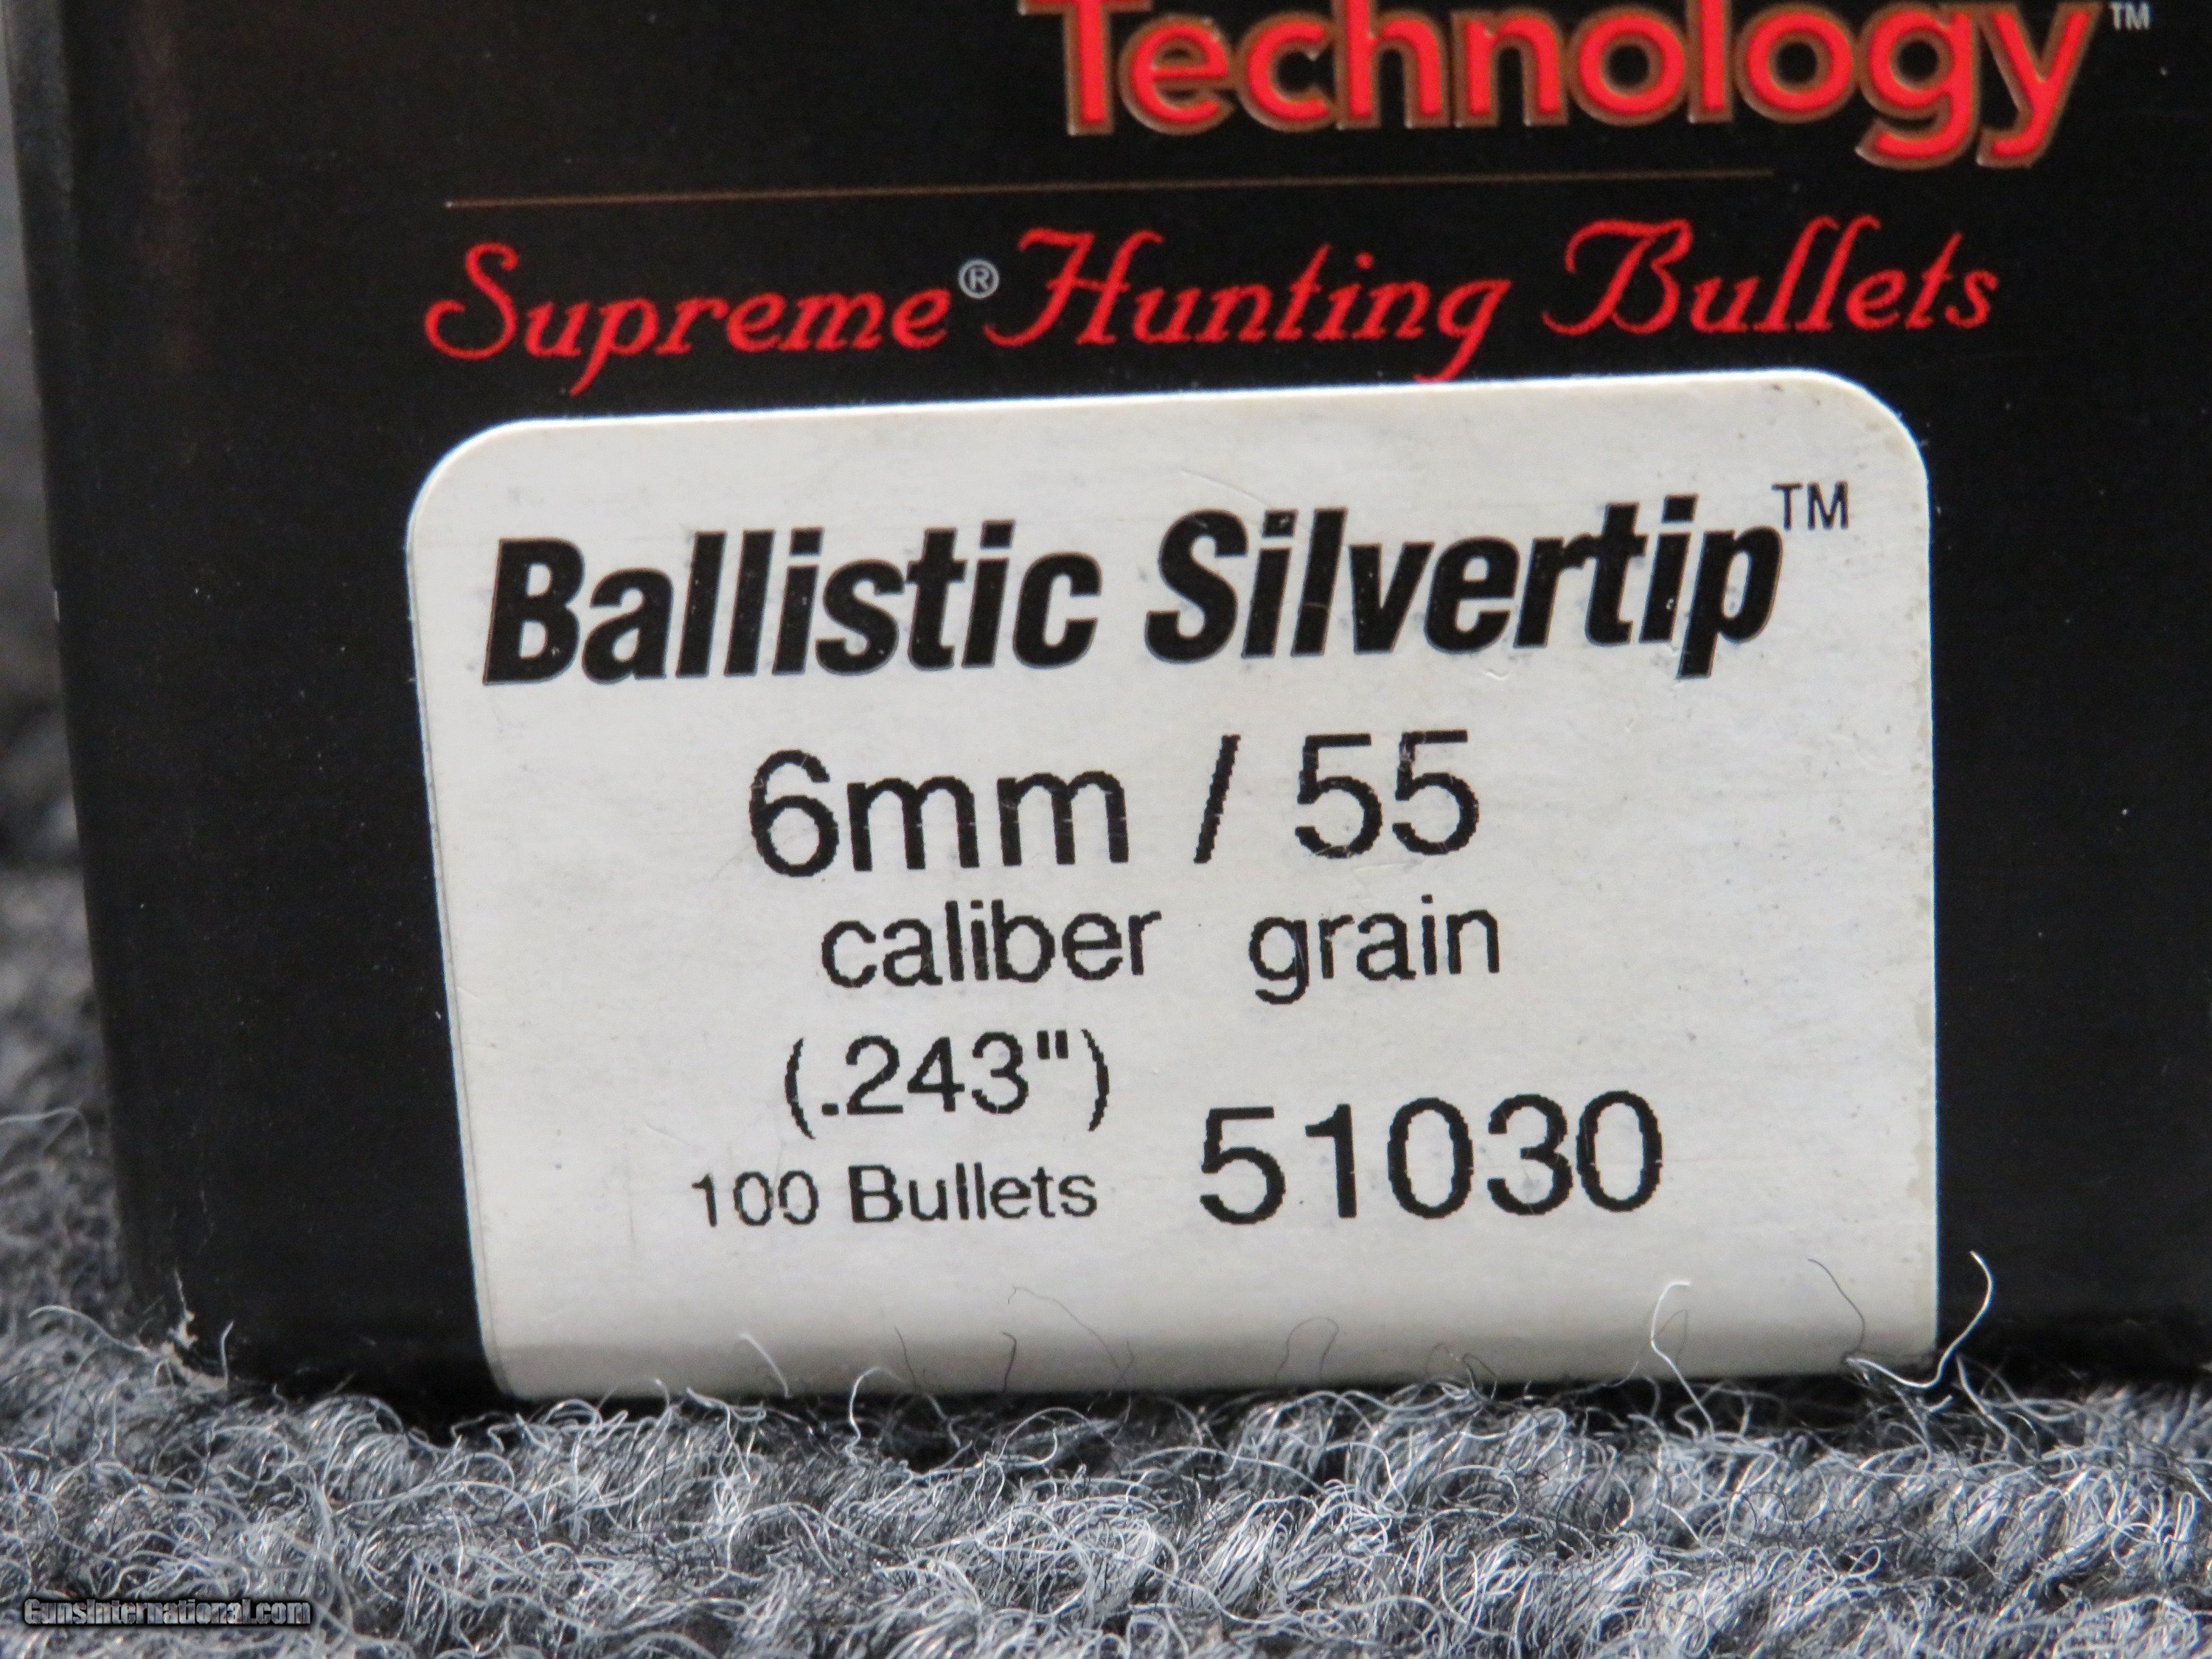 Technology™
Supreme® Hunting Bullets
Ballistic Silvertip™
6mm / 55
caliber grain
(.243")
100 Bullets 51030
GunsInternational.com